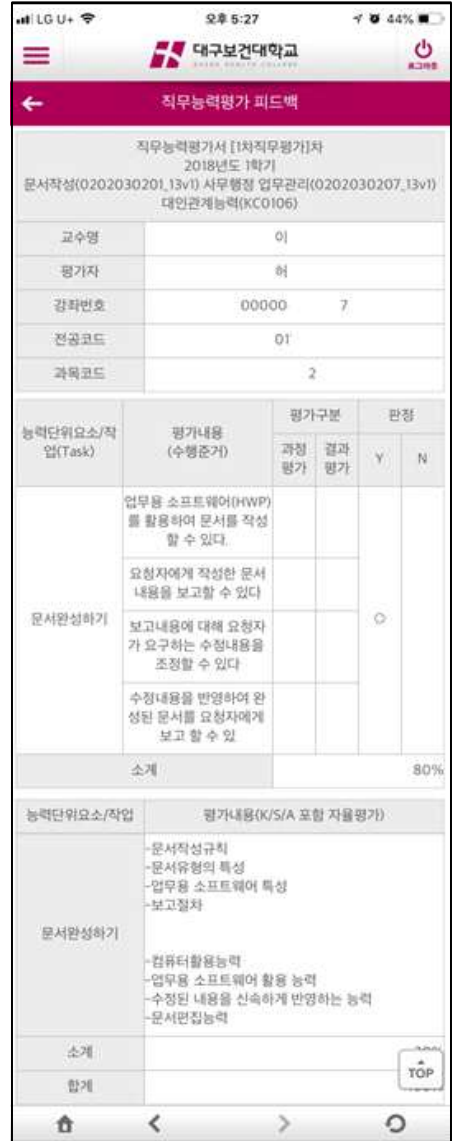 LG U+ 오후 5:27 44%
대구보건대학교
로그아웃
직무능력평가 피드백
직무능력평가서 [1차직무평가]차
2018년도 1학기
문서작성(0202030201_13v1) 사무행정 업무관리(0202030207_13v1)
대인관계능력(KC0106)
교수명 이
평가자 허
강좌번호 00000 7
전공코드 01
과목코드 2
능력단위요소/작
업(Task)
평가내용
(수행준거)
평가구분 판정
과정
평가
결과
평가
Y N
문서완성하기
업무용 소프트웨어(HWP)
를 활용하여 문서를 작성
할 수 있다.
요청자에게 작성한 문서
내용을 보고할 수 있다
보고내용에 대해 요청자
가 요구하는 수정내용을
조정할 수 있다
수정내용을 반영하여 완
성된 문서를 요청자에게
보고 할 수 있
○
소계 80%
능력단위요소/작업 평가내용(K/S/A 포함 자율평가)
문서완성하기
-문서작성규칙
-문서유형의 특성
-업무용 소프트웨어 특성
-보고절차
-컴퓨터활용능력
-업무용 소프트웨어 활용 능력
-수정된 내용을 신속하게 반영하는 능력
-문서편집능력
소계
합계
TOP